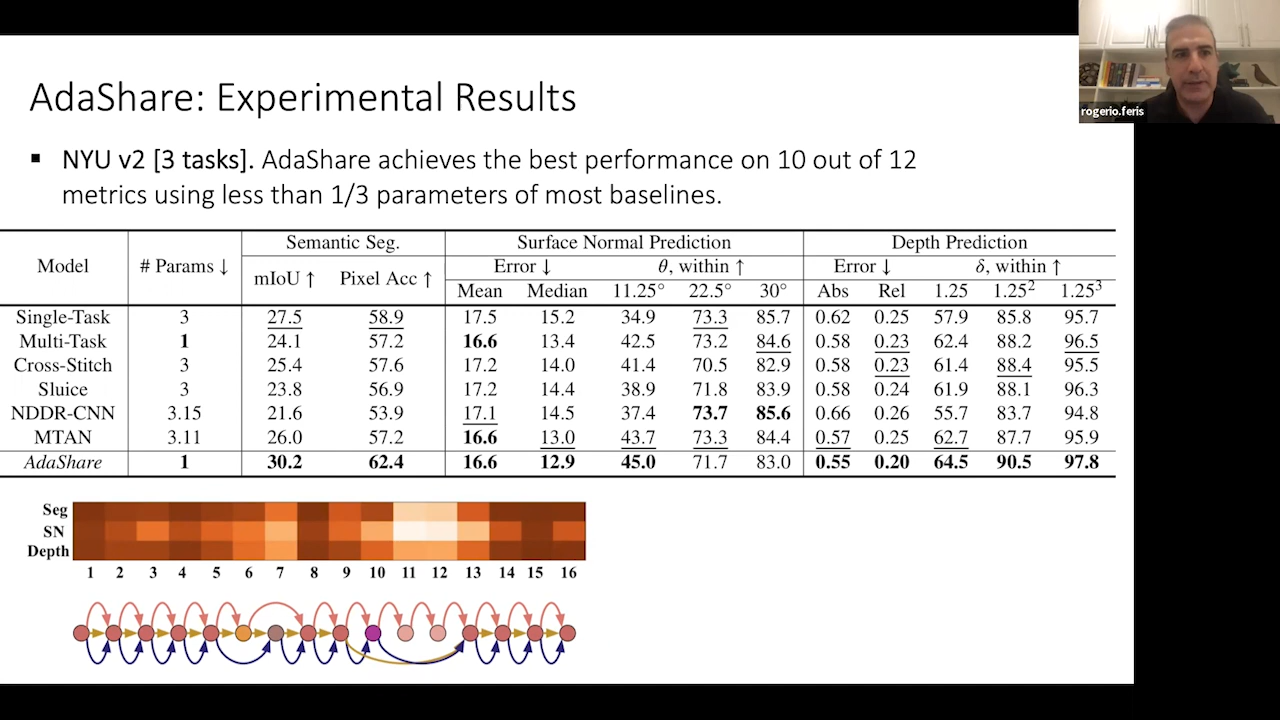 AdaShare: Experimental Results
rogerio.feris
▪ NYU v2 [3 tasks]. AdaShare achieves the best performance on 10 out of 12
metrics using less than 1/3 parameters of most baselines.
Model # Params ↓ Semantic Seg. Surface Normal Prediction Depth Prediction
mIoU ↑ Pixel Acc ↑ Error ↓ θ, within ↑ Error ↓ δ, within ↑
Mean Median 11.25° 22.5° 30° Abs Rel 1.25 1.25² 1.25³
Single-Task 3 27.5 58.9 17.5 15.2 34.9 73.3 85.7 0.62 0.25 57.9 85.8 95.7
Multi-Task 1 24.1 57.2 16.6 13.4 42.5 73.2 84.6 0.58 0.23 62.4 88.2 96.5
Cross-Stitch 3 25.4 57.6 17.2 14.0 41.4 70.5 82.9 0.58 0.23 61.4 88.4 95.5
Sluice 3 23.8 56.9 17.2 14.4 38.9 71.8 83.9 0.58 0.24 61.9 88.1 96.3
NDDR-CNN 3.15 21.6 53.9 17.1 14.5 37.4 73.7 85.6 0.66 0.26 55.7 83.7 94.8
MTAN 3.11 26.0 57.2 16.6 13.0 43.7 73.3 84.4 0.57 0.25 62.7 87.7 95.9
AdaShare 1 30.2 62.4 16.6 12.9 45.0 71.7 83.0 0.55 0.20 64.5 90.5 97.8
Seg
SN
Depth
1 2 3 4 5 6 7 8 9 10 11 12 13 14 15 16